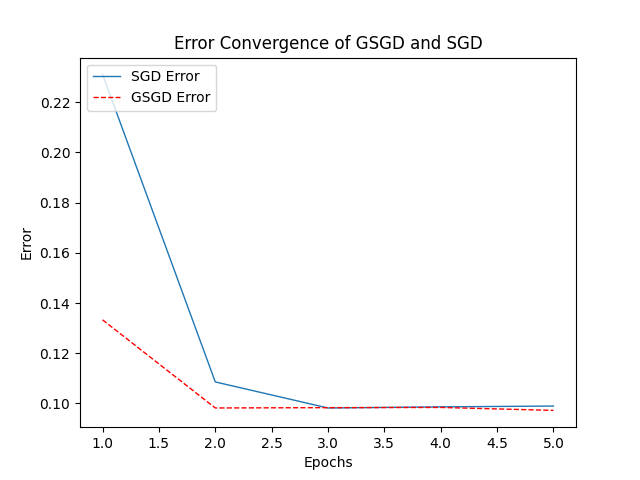 Error Convergence of GSGD and SGD
SGD Error
GSGD Error
0.22
0.20
0.18
0.16
0.14
0.12
0.10
Error
1.0 1.5 2.0 2.5 3.0 3.5 4.0 4.5 5.0
Epochs